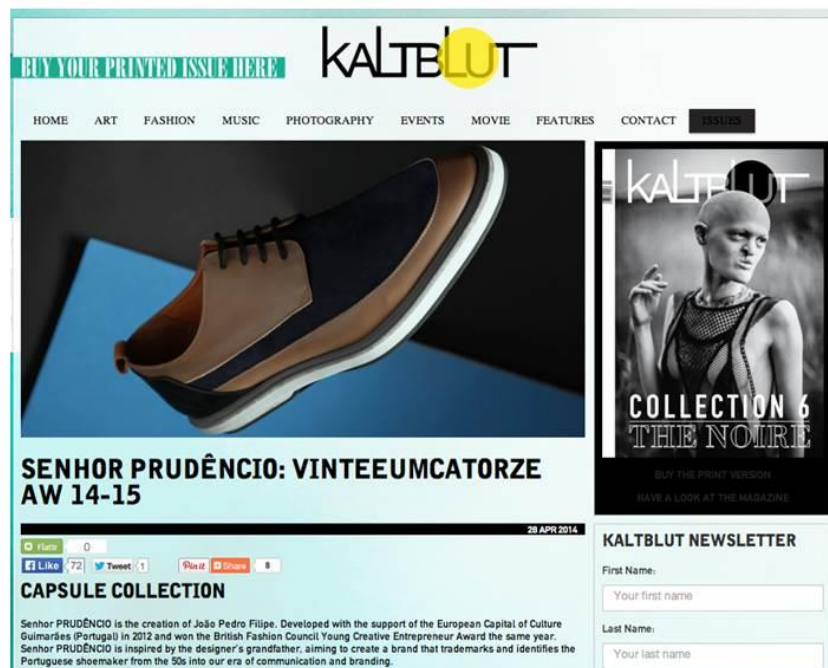 BUY YOUR PRINTED ISSUE HERE
KALTBLUT
HOME ART FASHION MUSIC PHOTOGRAPHY EVENTS MOVIE FEATURES CONTACT ISSUES
KALTBLUT
COLLECTION 6
THE NOIRE
BUY THE PRINT VERSION
HAVE A LOOK AT THE MAGAZINE
SENHOR PRUDÊNCIO: VINTEEUMCATORZE
AW 14-15
28 APR 2014
Flattr 0
Like 72 Tweet 1 Pin it Share 8
CAPSULE COLLECTION
Senhor PRUDÊNCIO is the creation of João Pedro Filipe. Developed with the support of the European Capital of Culture
Guimarães (Portugal) in 2012 and won the British Fashion Council Young Creative Entrepreneur Award the same year.
Senhor PRUDÊNCIO is inspired by the designer's grandfather, aiming to create a brand that trademarks and identifies the
Portuguese shoemaker from the 50s into our era of communication and branding.
KALTBLUT NEWSLETTER
First Name:
Your first name
Last Name:
Your last name